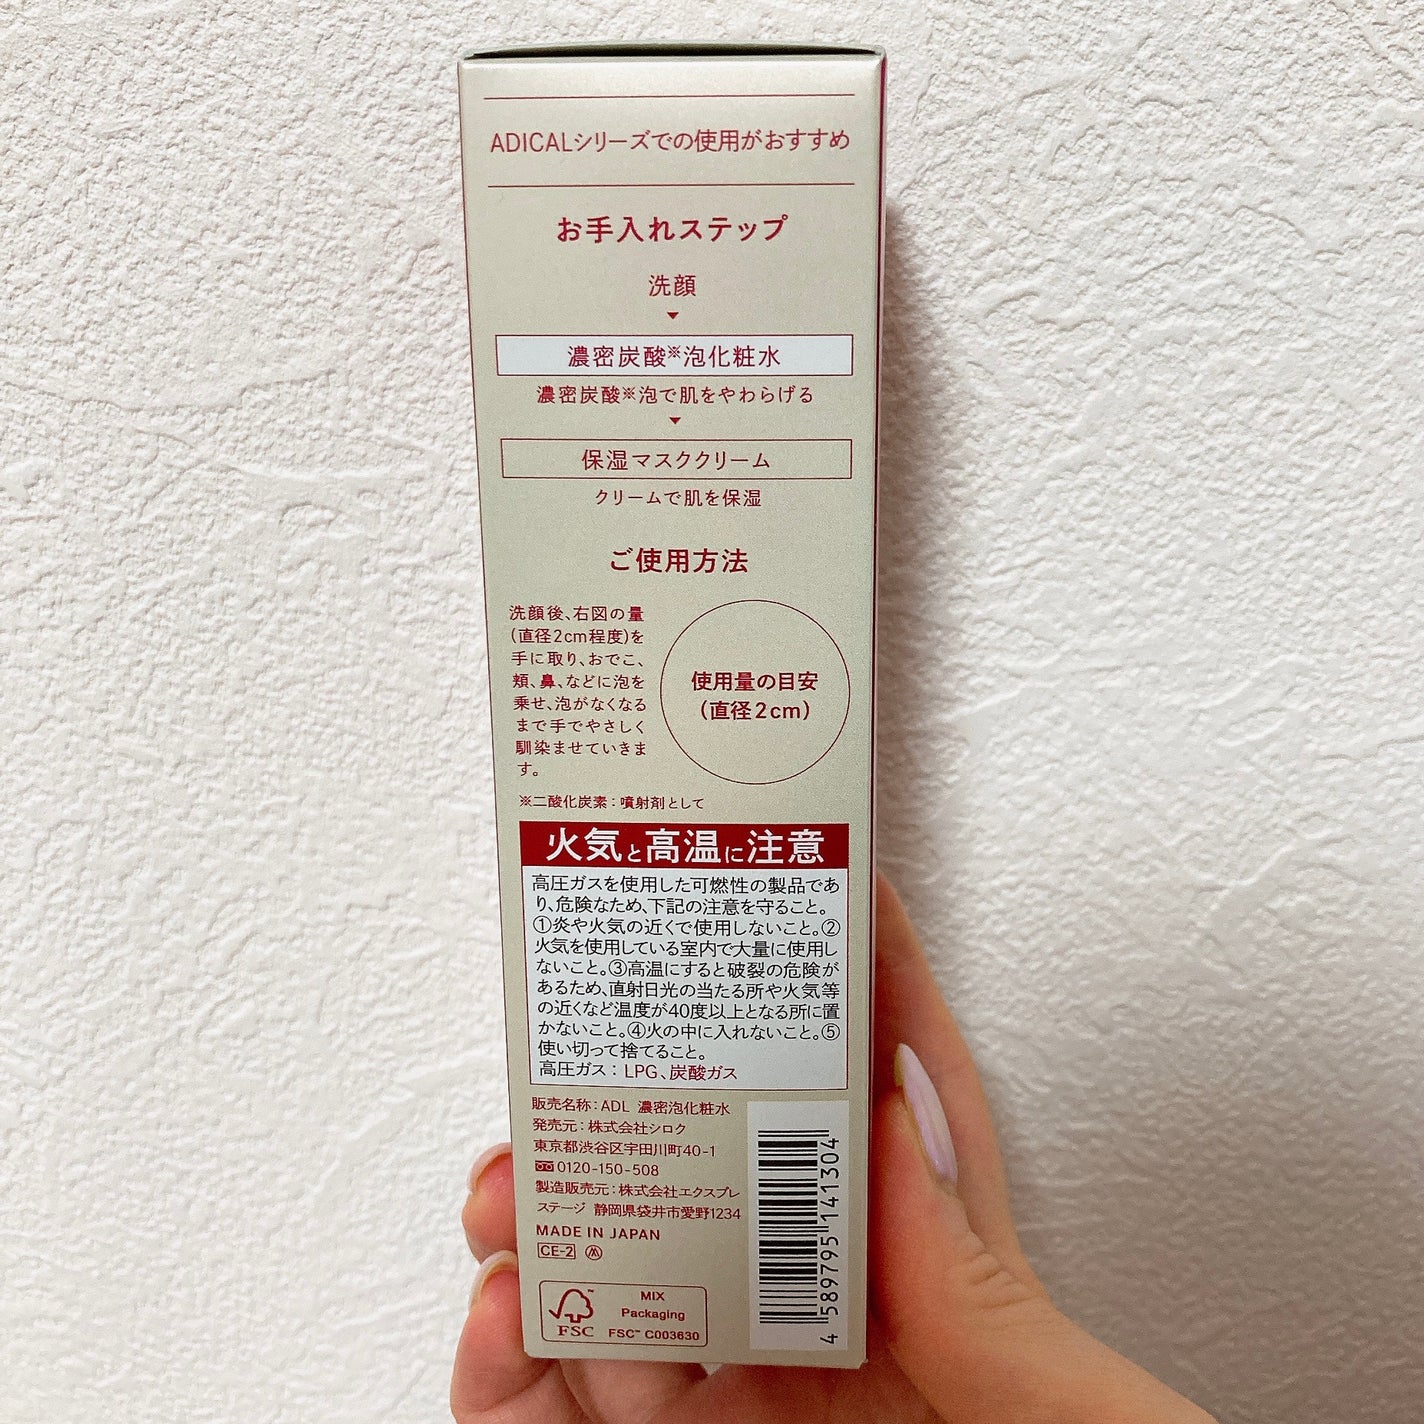 ADICALシリーズでの使用がおすすめ
お手入れステップ
洗顔
▼
濃密炭酸※泡化粧水
濃密炭酸※泡で肌をやわらげる
▼
保湿マスククリーム
クリームで肌を保湿
ご使用方法
洗顔後、右図の量
(直径2cm程度)を
手に取り、おでこ、
頬、鼻、などに泡を
乗せ、泡がなくなる
まで手でやさしく
馴染ませていきま
す。
使用量の目安
(直径2cm)
※二酸化炭素：噴射剤として
火気と高温に注意
高圧ガスを使用した可燃性の製品であ
り、危険なため、下記の注意を守ること。
①炎や火気の近くで使用しないこと。②
火気を使用している室内で大量に使用し
ないこと。③高温にすると破裂の危険が
あるため、直射日光の当たる所や火気等
の近くなど温度が40度以上となる所に置
かないこと。④火の中に入れないこと。⑤
使い切って捨てること。
高圧ガス：LPG、炭酸ガス
販売名称：ADL 濃密泡化粧水
発売元：株式会社シロク
東京都渋谷区宇田川町40-1
0120-150-508
製造販売元：株式会社エクスプレ
ステージ 静岡県袋井市愛野1234
MADE IN JAPAN
CE-2
FSC
MIX
Packaging
FSC™ C003630
4 589795 141304